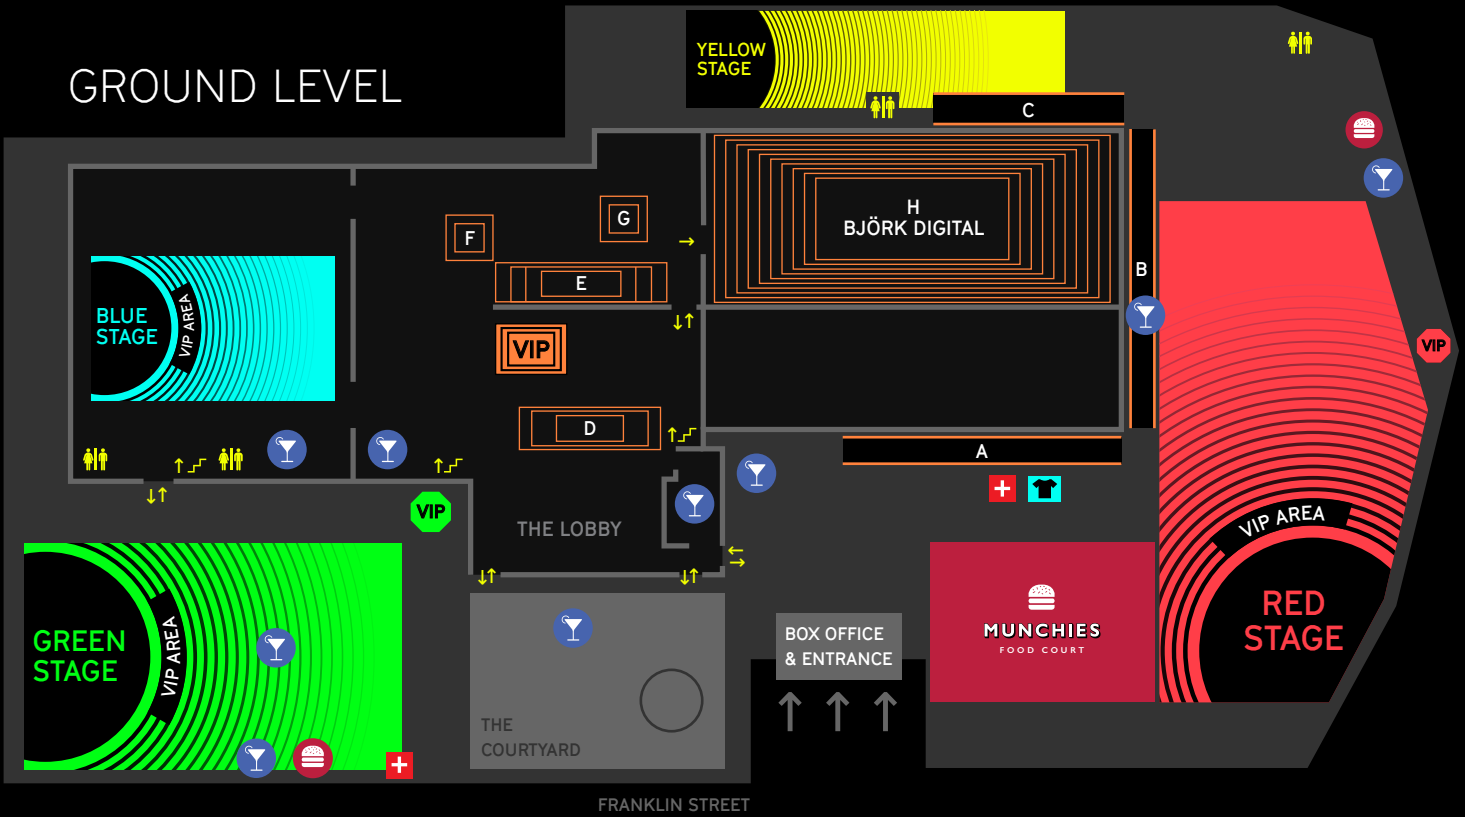 GROUND LEVEL
YELLOW
STAGE
C
H
BJÖRK DIGITAL
G
F
E
B
BLUE
STAGE
VIP AREA
VIP
VIP
D
A
VIP
THE LOBBY
VIP AREA
RED
STAGE
MUNCHIES
FOOD COURT
GREEN
STAGE
VIP AREA
BOX OFFICE
& ENTRANCE
THE
COURTYARD
FRANKLIN STREET